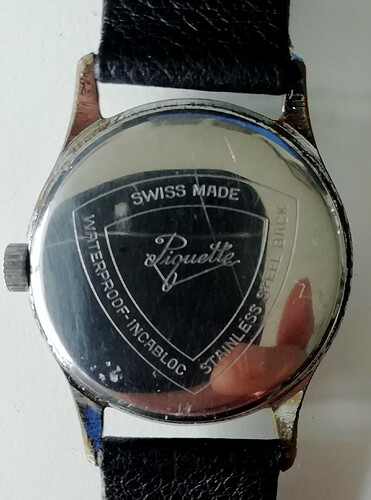 SWISS MADE
Piquette
WATERPROOF-INCABLOC
STAINLESS STEEL BACK